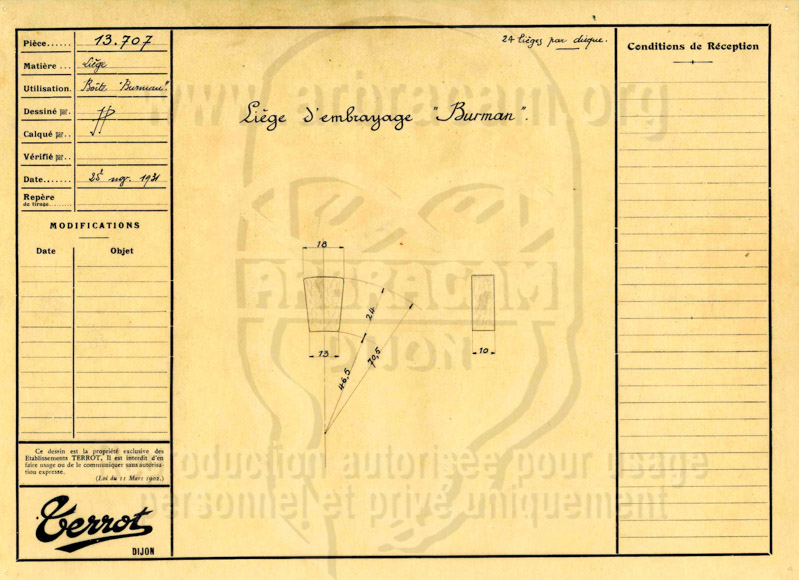 Pièce...... 13.707
Matière ... Liège
Utilisation. Boîte "Burman"
Dessiné par.
Calqué par..
Vérifié par..
Date....... 1931
Repère
de tirage.........
MODIFICATIONS
Date Objet
Ce dessin est la propriété exclusive des
Etablissements TERROT, Il est interdit d'en
faire usage ou de le communiquer sans autorisa-
tion expresse.
(Loi du 11 Mars 1902.)
Terrot
DIJON
24 lièges par disque.
Liège d'embrayage "Burman".
18
24
13
46,5
70,5
10
Conditions de Réception
www.arbracam.org
ARBRACAM
DIJON
Reproduction autorisée pour usage
personnel et privé uniquement